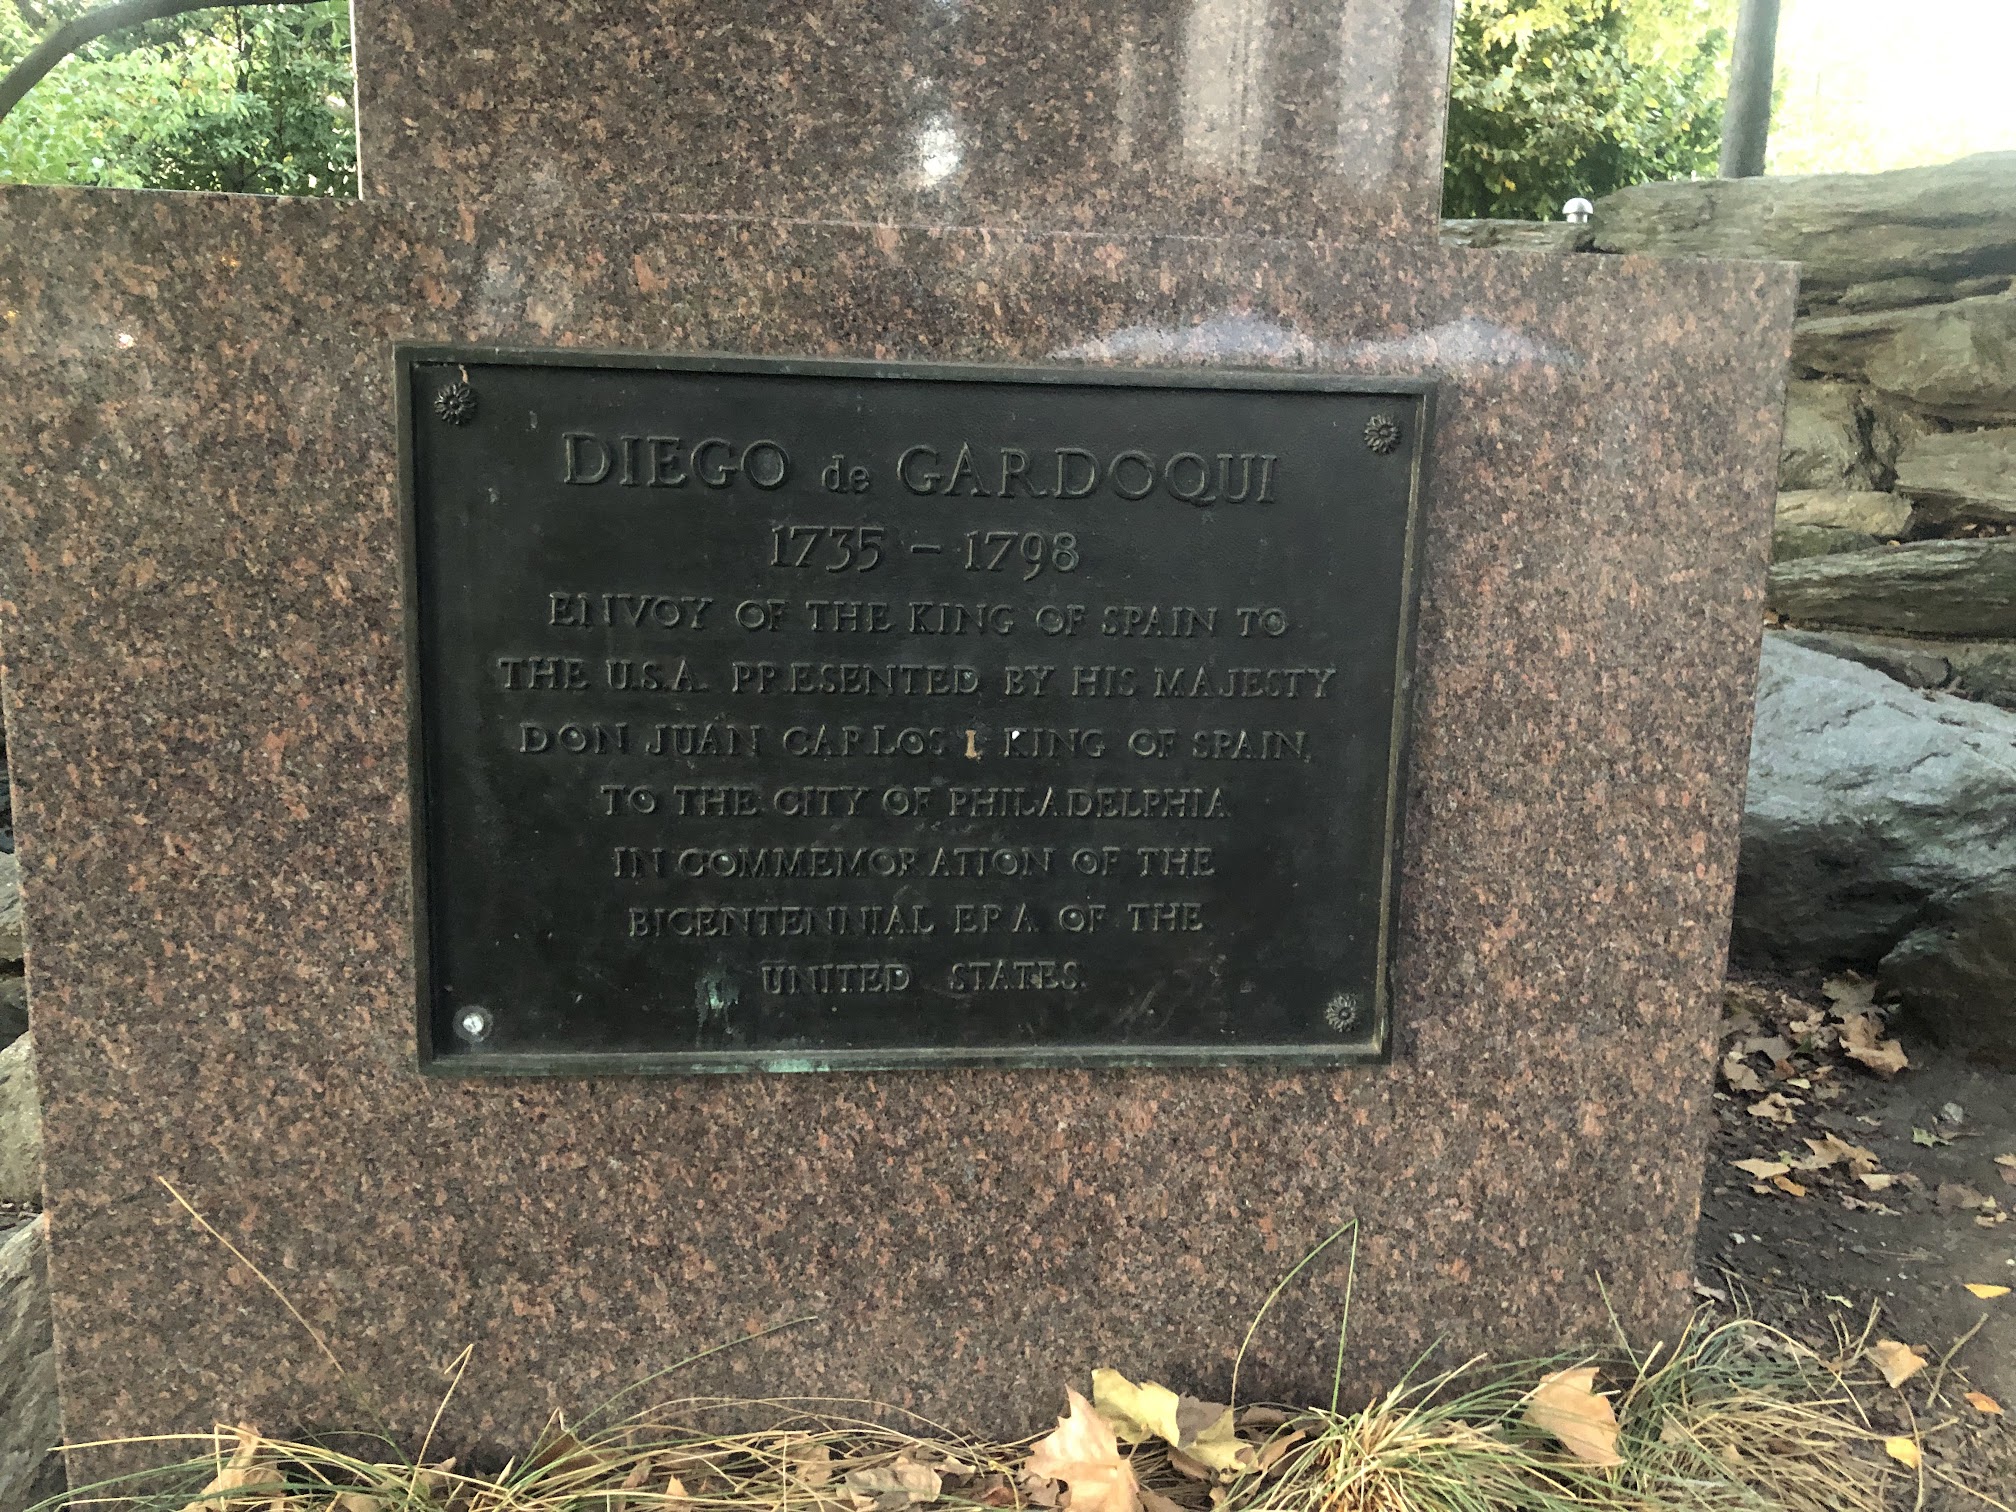 DIEGO de GARDOQUI
1735 - 1798
ENVOY OF THE KING OF SPAIN TO
THE U.S.A. PRESENTED BY HIS MAJESTY
DON JUÁN CARLOS I KING OF SPAIN,
TO THE CITY OF PHILADELPHIA
IN COMMEMORATION OF THE
BICENTENNIAL ERA OF THE
UNITED STATES.